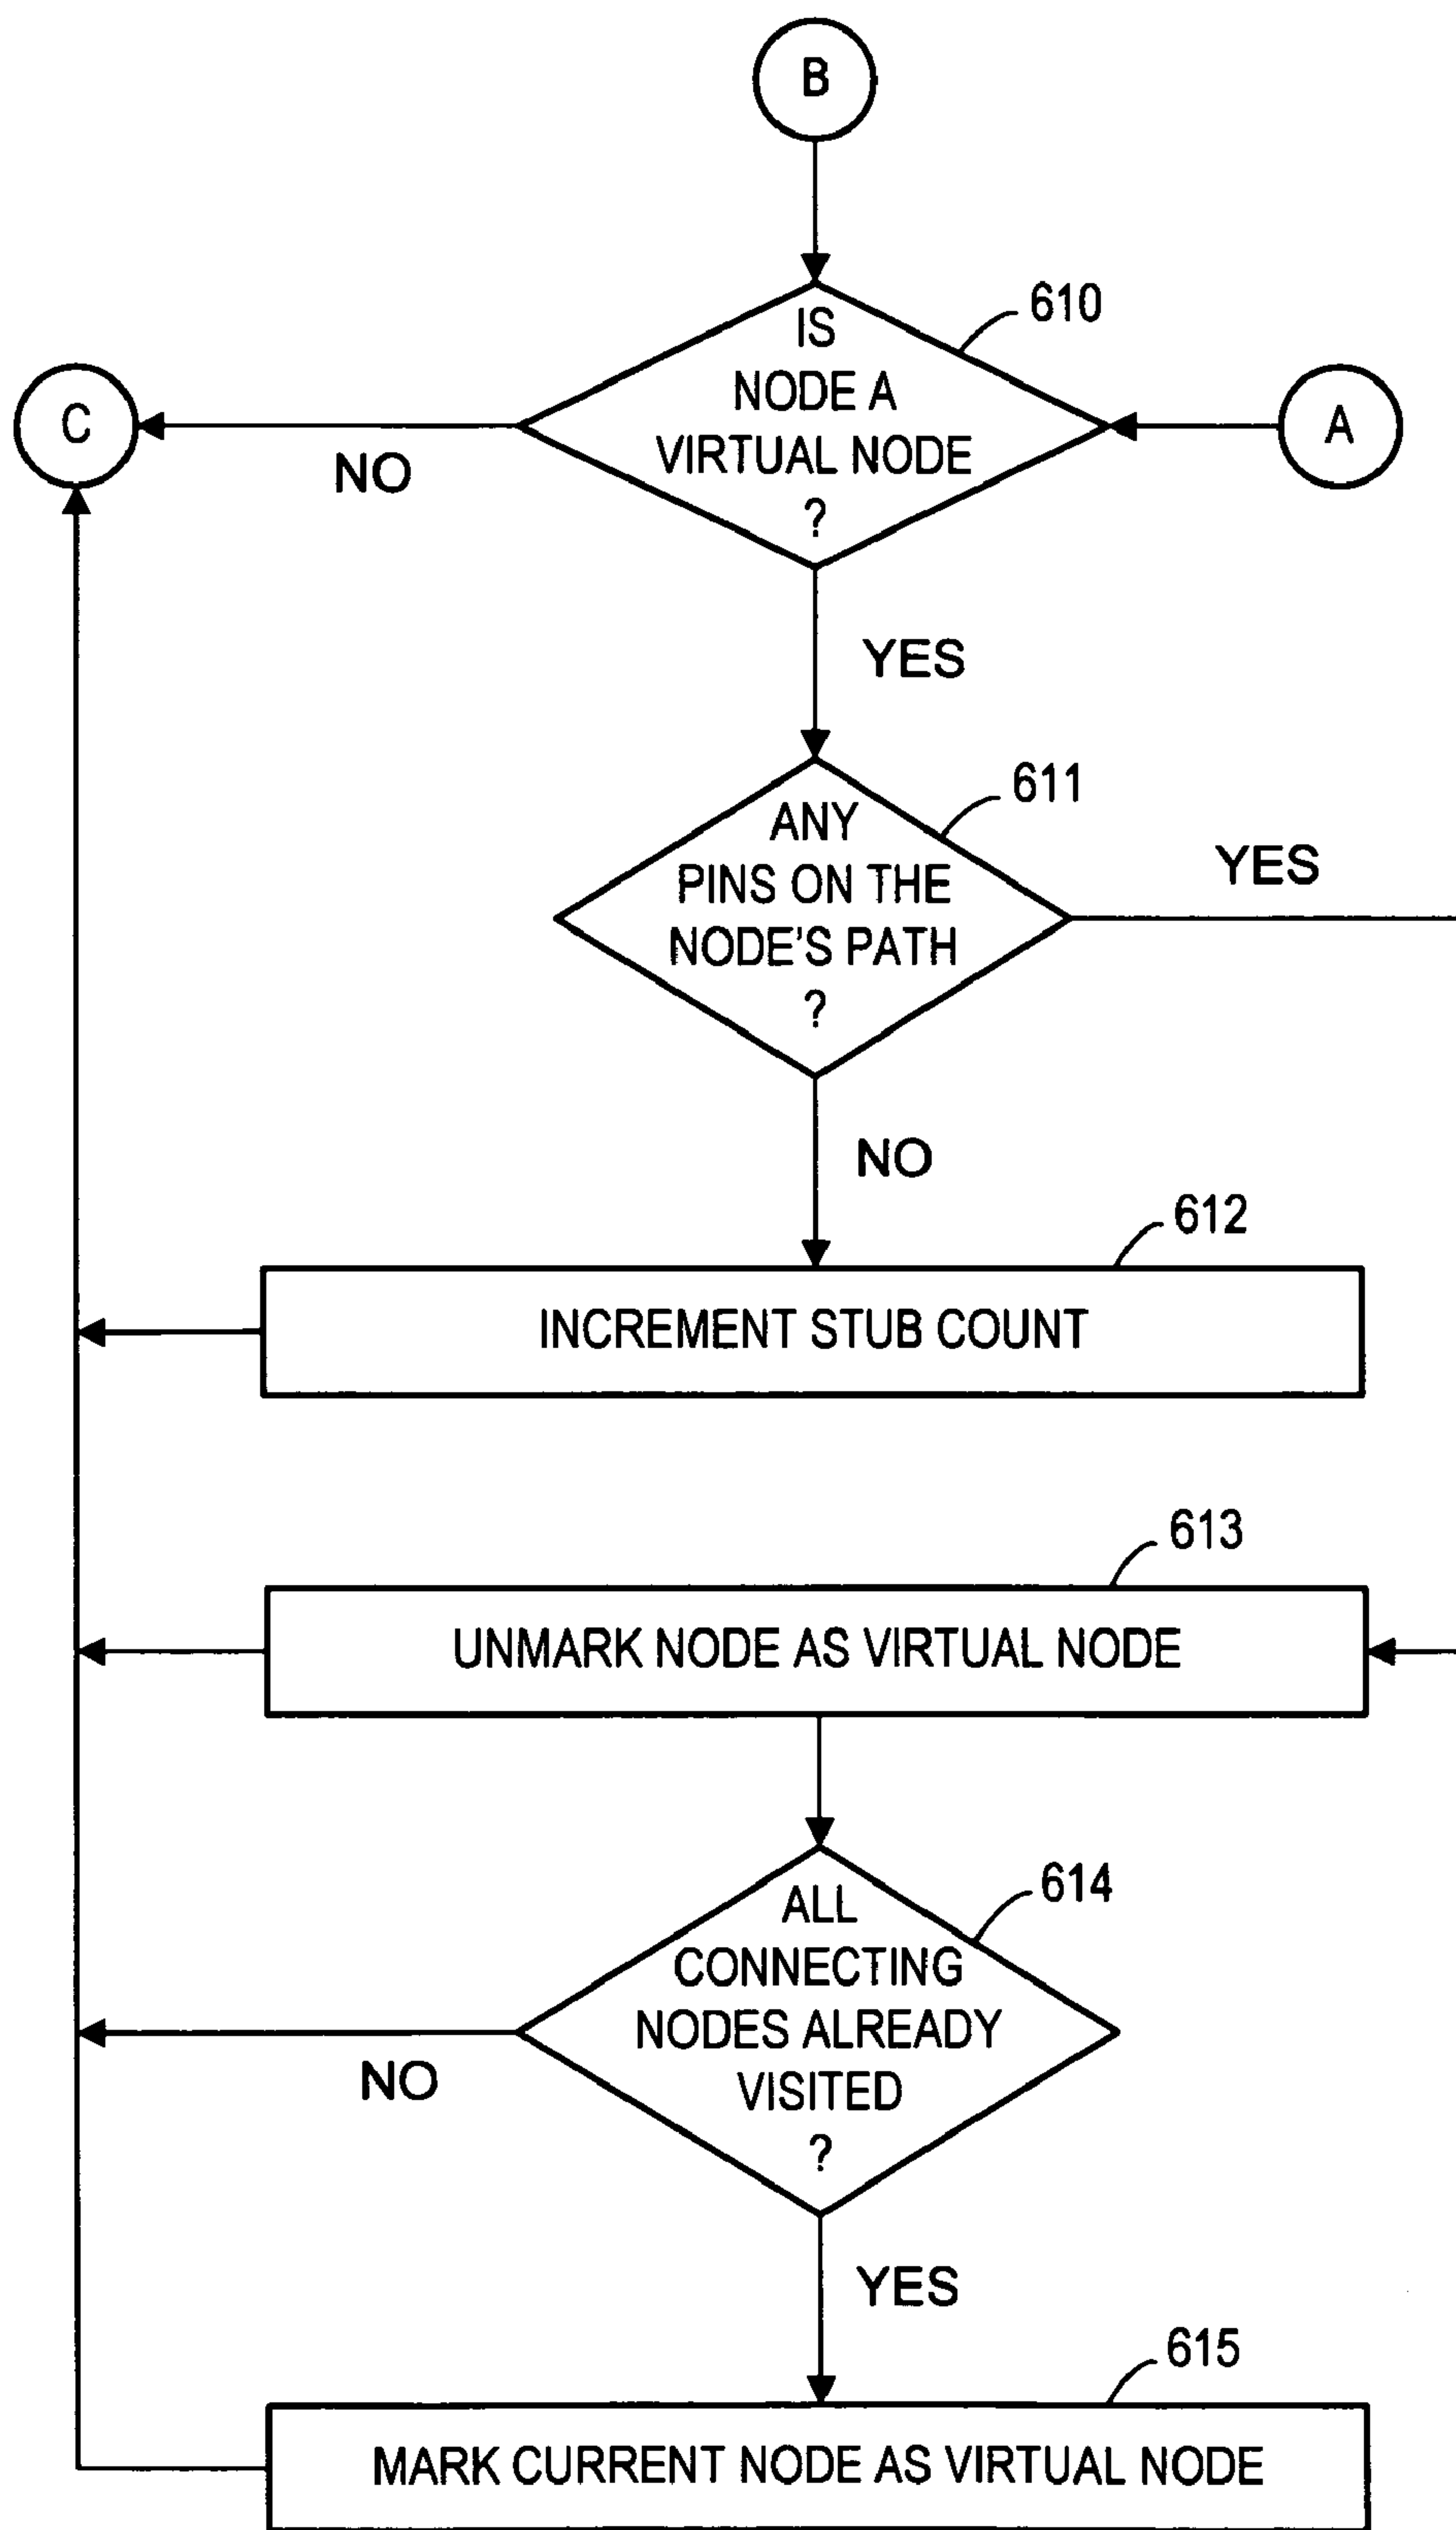 B
IS
NODE A
VIRTUAL NODE
?
610
A
C
NO
YES
ANY
PINS ON THE
NODE'S PATH
?
611
YES
NO
612
INCREMENT STUB COUNT
613
UNMARK NODE AS VIRTUAL NODE
ALL
CONNECTING
NODES ALREADY
VISITED
?
614
NO
YES
615
MARK CURRENT NODE AS VIRTUAL NODE